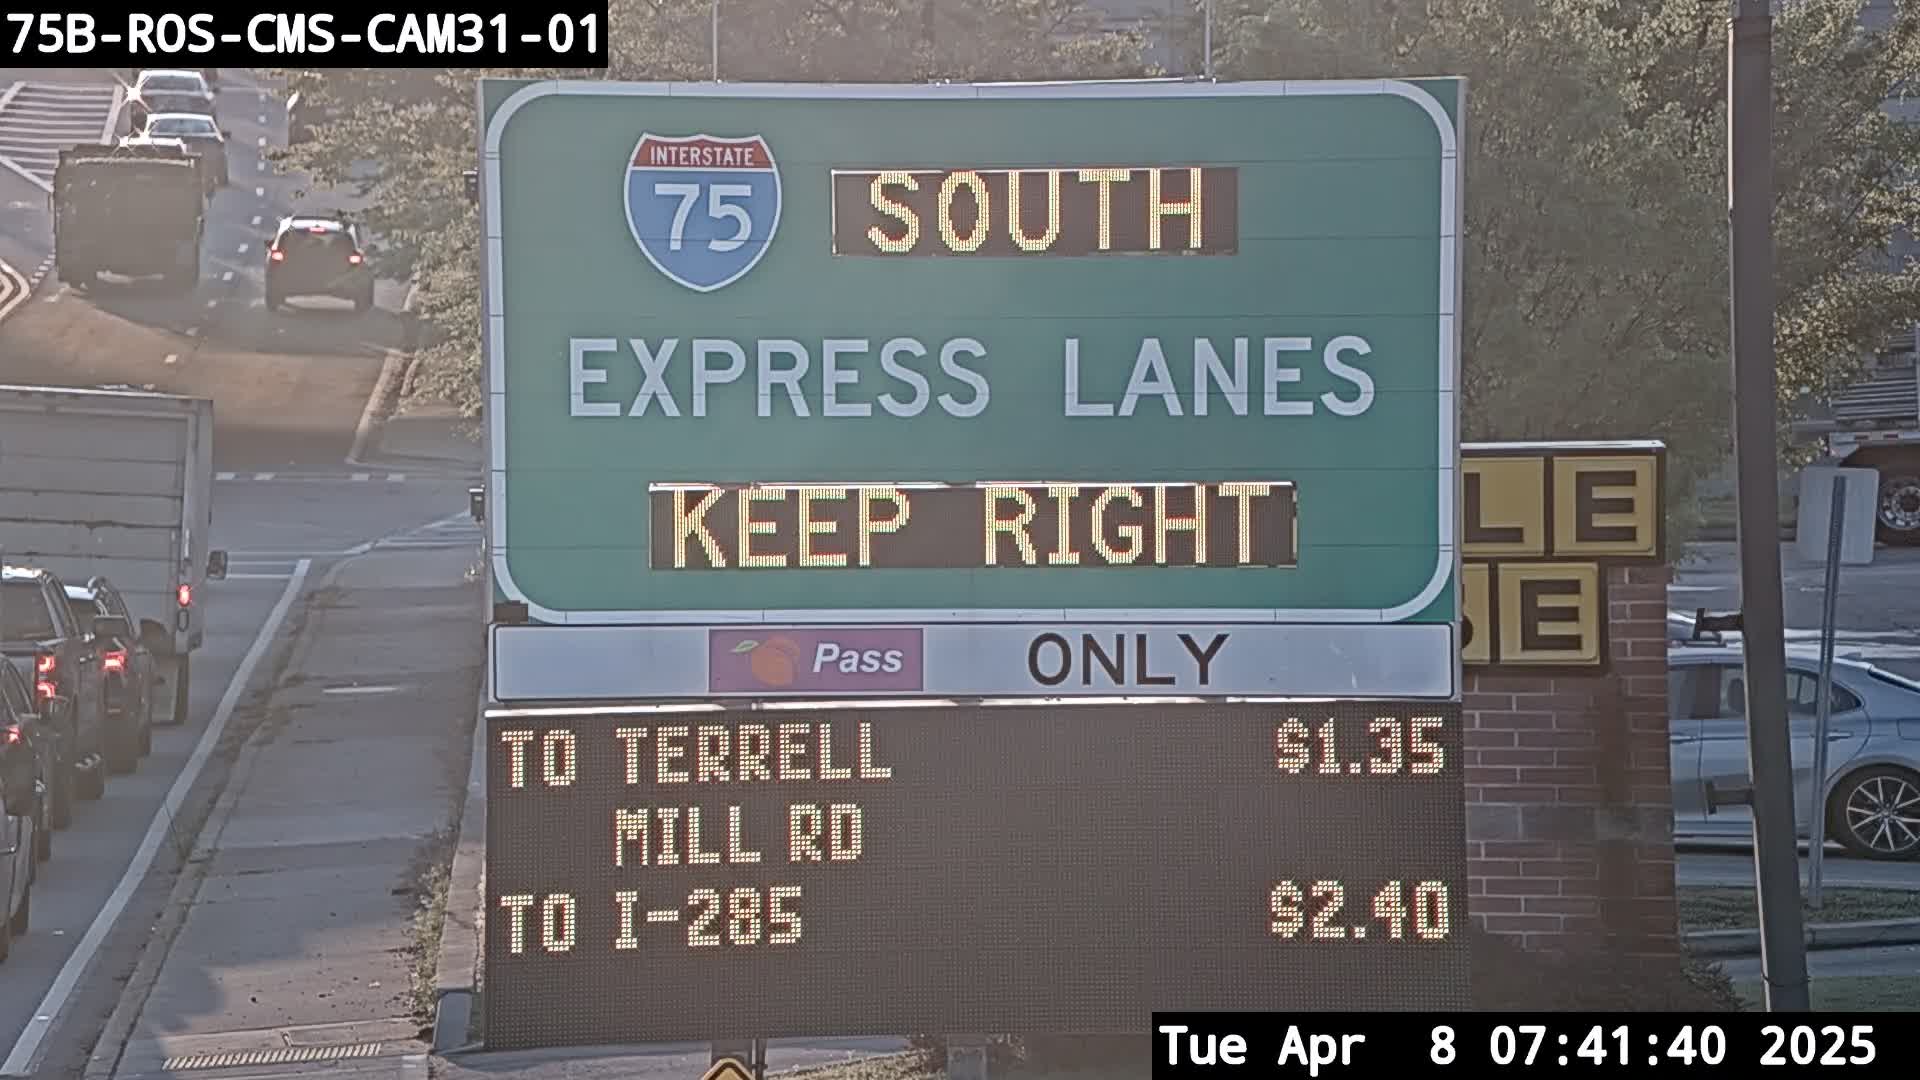 75B-ROS-CMS-CAM31-01
INTERSTATE
75
SOUTH
EXPRESS LANES
KEEP RIGHT
Pass ONLY
TO TERRELL $1.35
MILL RD
TO I-285 $2.40
LE
E
Tue Apr 8 07:41:40 2025